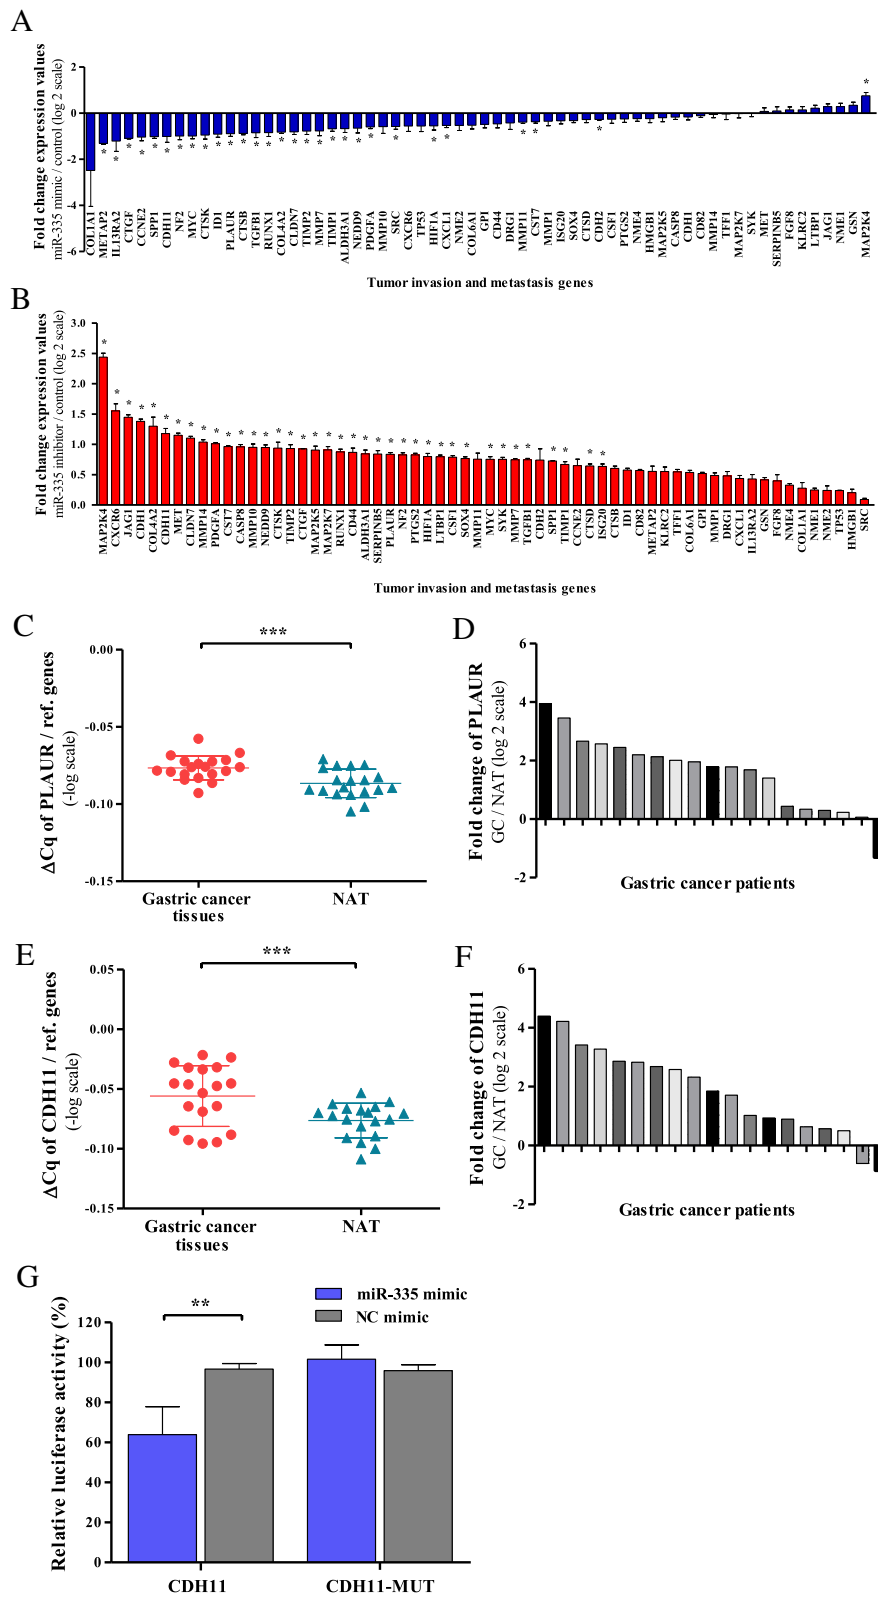 A
Fold change expression values
miR-335 mimic / control (log 2 scale)
2
0
-2
-4
-6
* * * * * * * * * * * * * * * * * * * * * * * * * * * * *
COL1A1 METAP2 IL13RA2 CTGF CCNE2 SPP1 CDH11 NF2 MYC CTSK ID1 PLAUR CTSB TGFB1 RUNX1 COL4A2 CLDN7 TIMP2 MMP7 TIMP1 ALDH3A1 NEDD9 PDGFA MMP10 SRC CXCR6 TP53 HIF1A CXCL1 NME2 COL6A1 GPI CD44 DRG1 MMP11 CST7 MMP1 ISG20 SOX4 CTSD CDH2 CSF1 PTGS2 NME4 HMGB1 MAP2K5 CASP8 CDH1 CD82 MMP14 TFF1 MAP2K7 SYK MET SERPINB5 FGF8 KLRC2 LTBP1 JAG1 NME1 GSN MAP2K4
Tumor invasion and metastasis genes
B
Fold change expression values
miR-335 inhibitor / control (log 2 scale)
3.0
2.5
2.0
1.5
1.0
0.5
0.0
MAP2K4 CXCR6 JAG1 CDH1 COL4A2 CDH11 MET CLDN7 MMP14 PDGFA CST7 CASP8 MMP10 NEDD9 CTSK TIMP2 CTGF MAP2K5 MAP2K7 RUNX1 CD44 ALDH3A1 SERPINB5 PLAUR NF2 PTGS2 HIF1A LTBP1 CSF1 SOX4 MMP11 MYC SYK MMP7 TGFB1 CDH2 SPP1 TIMP1 CCNE2 CTSD ISG20 CTSB ID1 CD82 METAP2 KLRC2 TFF1 COL6A1 GPI MMP1 DRG1 CXCL1 IL13RA2 GSN FGF8 NME4 COL1A1 NME1 NME2 TP53 HMGB1 SRC
Tumor invasion and metastasis genes
C
ΔCq of PLAUR / ref. genes
(-log scale)
0.00
-0.05
-0.10
-0.15
***
Gastric cancer
tissues
NAT
D
Fold change of PLAUR
GC / NAT (log 2 scale)
6
4
2
0
-2
Gastric cancer patients
E
ΔCq of CDH11 / ref. genes
(-log scale)
0.05
0.00
-0.05
-0.10
-0.15
***
Gastric cancer
tissues
NAT
F
Fold change of CDH11
GC / NAT (log 2 scale)
6
4
2
0
-2
Gastric cancer patients
G
Relative luciferase activity (%)
120
100
80
60
40
20
0
**
miR-335 mimic
NC mimic
CDH11
CDH11-MUT